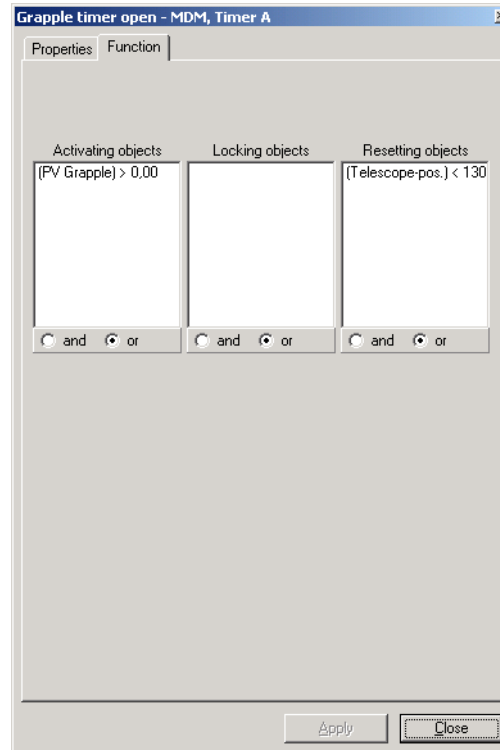 Grapple timer open - MDM, Timer A
Properties Function
Activating objects Locking objects Resetting objects
(PV Grapple) > 0,00 (Telescope-pos.) < 130
and or and or and or
Apply Close